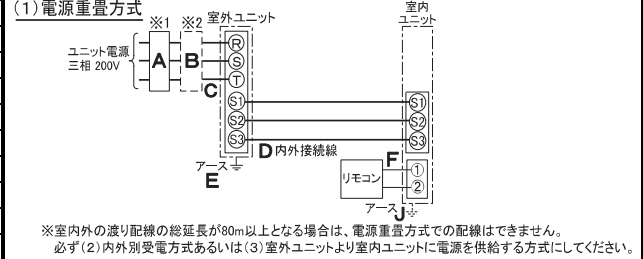 (1)電源重畳方式
※1 ※2 室外ユニット 室内
ユニット
ユニット電源
三相 200V
A B
R
S
T
C
S1 S1
S2 S2
S3 S3
D 内外接続線
アース
E
F
リモコン
①
②
アース J
※室内外の渡り配線の総延長が80m以上となる場合は、電源重畳方式での配線はできません。
必ず(2)内外別受電方式あるいは(3)室外ユニットより室内ユニットに電源を供給する方式にしてください。